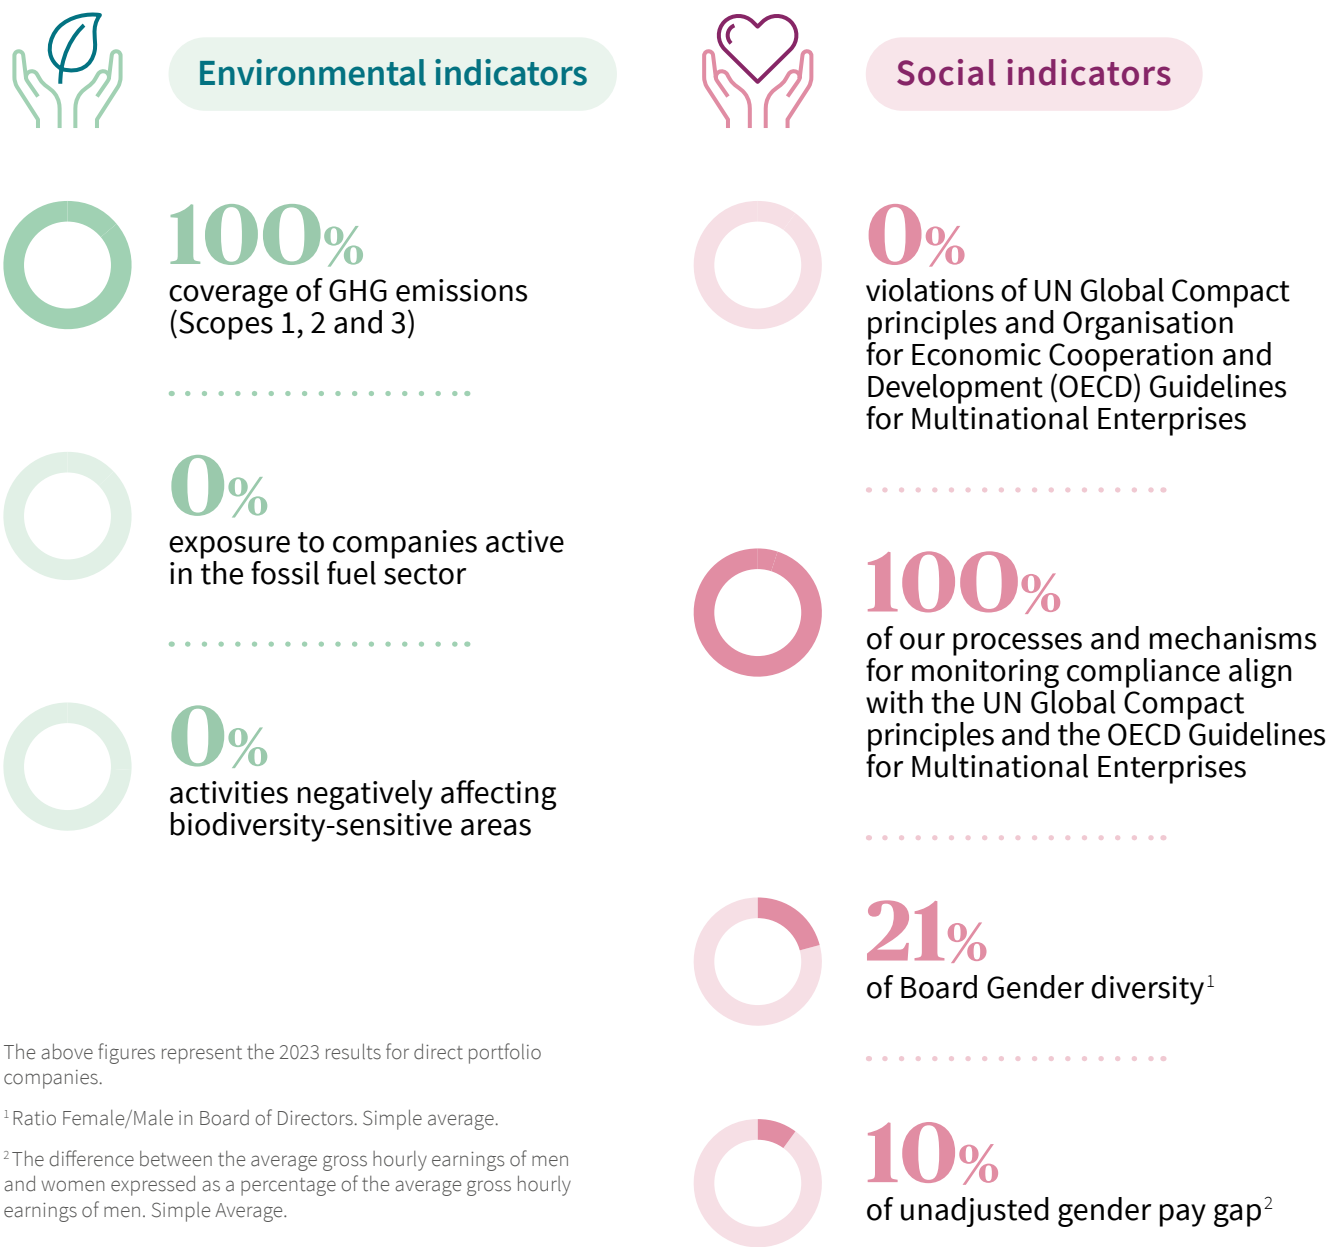 Environmental indicators
100%
coverage of GHG emissions
(Scopes 1, 2 and 3)
0%
exposure to companies active
in the fossil fuel sector
0%
activities negatively affecting
biodiversity-sensitive areas
Social indicators
0%
violations of UN Global Compact
principles and Organisation
for Economic Cooperation and
Development (OECD) Guidelines
for Multinational Enterprises
100%
of our processes and mechanisms
for monitoring compliance align
with the UN Global Compact
principles and the OECD Guidelines
for Multinational Enterprises
21%
of Board Gender diversity¹
10%
of unadjusted gender pay gap²
The above figures represent the 2023 results for direct portfolio
companies.
¹ Ratio Female/Male in Board of Directors. Simple average.
² The difference between the average gross hourly earnings of men
and women expressed as a percentage of the average gross hourly
earnings of men. Simple Average.